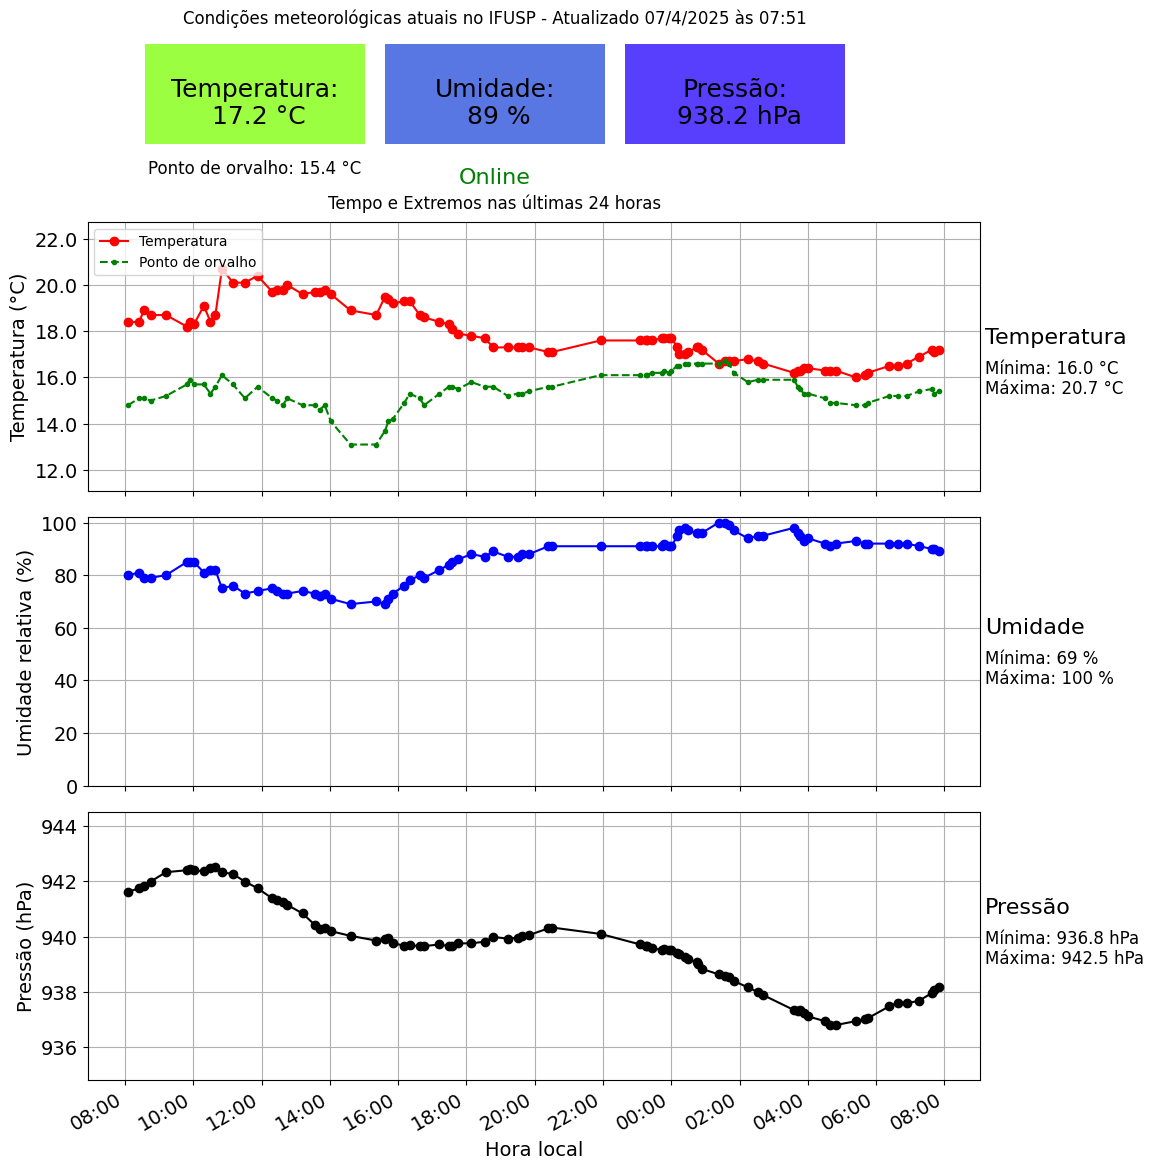 Condições meteorológicas atuais no IFUSP - Atualizado 07/4/2025 às 07:51
Temperatura:
17.2 °C
Umidade:
89 %
Pressão:
938.2 hPa
Ponto de orvalho: 15.4 °C
Online
Tempo e Extremos nas últimas 24 horas
Temperatura (°C)
22.0
20.0
18.0
16.0
14.0
12.0
Temperatura
Ponto de orvalho
Temperatura
Mínima: 16.0 °C
Máxima: 20.7 °C
Umidade relativa (%)
100
80
60
40
20
0
Umidade
Mínima: 69 %
Máxima: 100 %
Pressão (hPa)
944
942
940
938
936
Pressão
Mínima: 936.8 hPa
Máxima: 942.5 hPa
08:00 10:00 12:00 14:00 16:00 18:00 20:00 22:00 00:00 02:00 04:00 06:00 08:00
Hora local